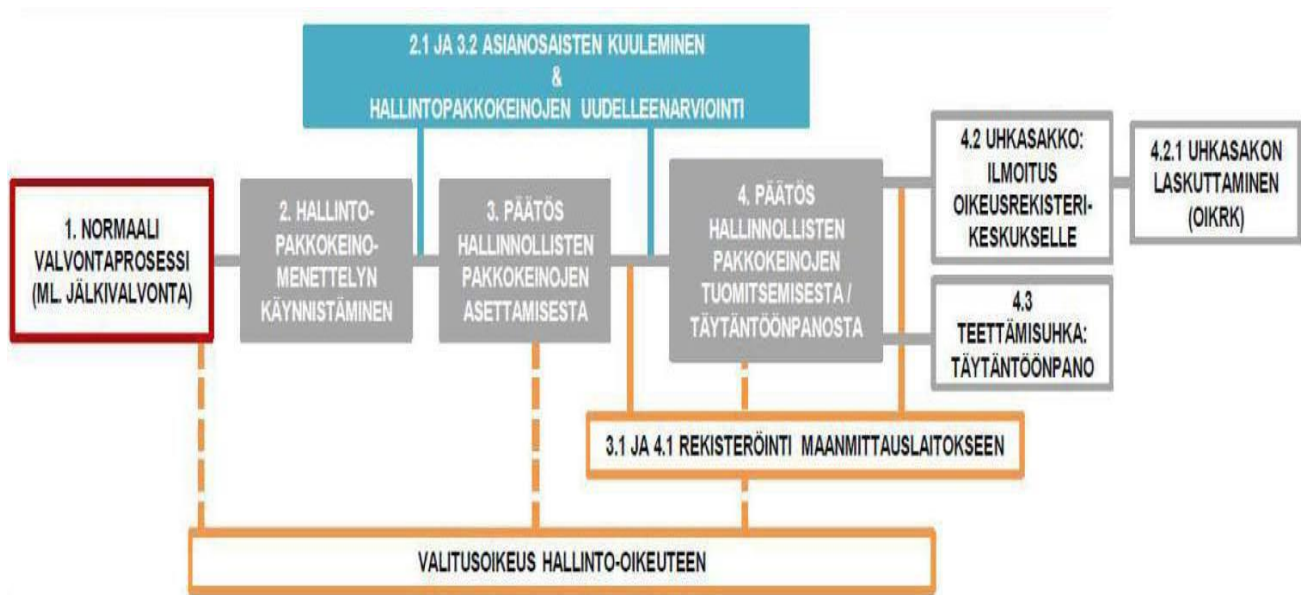 2.1 JA 3.2 ASIANOSAISTEN KUULEMINEN
&
HALLINTOPAKKOKEINOJEN UUDELLEENARVIOINTI
1. NORMAALI
VALVONTAPROSESSI
(ML. JÄLKIVALVONTA)
2. HALLINTO-
PAKKOKEINO-
MENETTELYN
KÄYNNISTÄMINEN
3. PÄÄTÖS
HALLINNOLLISTEN
PAKKOKEINOJEN
ASETTAMISESTA
4. PÄÄTÖS
HALLINNOLLISTEN
PAKKOKEINOJEN
TUOMITSEMISESTA /
TÄYTÄNTÖÖNPANOSTA
4.2 UHKASAKKO:
ILMOITUS
OIKEUSREKISTERI-
KESKUKSELLE
4.2.1 UHKASAKON
LASKUTTAMINEN
(OIKRK)
4.3
TEETTÄMISUHKA:
TÄYTÄNTÖÖNPANO
3.1 JA 4.1 REKISTERÖINTI MAANMITTAUSLAITOKSEEN
VALITUSOIKEUS HALLINTO-OIKEUTEEN